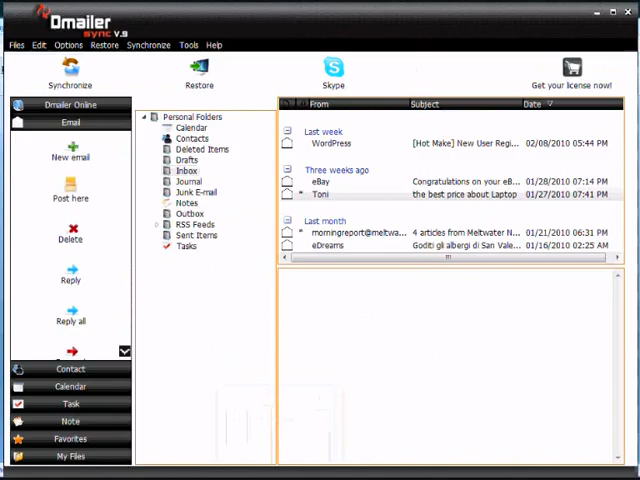 Dmailer
sync v.9
Files Edit Options Restore Synchronize Tools Help
Synchronize Restore Skype Get your license now!
Dmailer Online
Email
New email
Post here
Delete
Reply
Reply all
Contact
Calendar
Task
Note
Favorites
My Files
Personal Folders
Calendar
Contacts
Deleted Items
Drafts
Inbox
Journal
Junk E-mail
Notes
Outbox
RSS Feeds
Sent Items
Tasks
From Subject Date
Last week
WordPress [Hot Make] New User Regi... 02/08/2010 05:44 PM
Three weeks ago
eBay Congratulations on your eB... 01/28/2010 07:14 PM
Toni the best price about Laptop 01/27/2010 07:41 PM
Last month
morningreport@meltwa... 4 articles from Meltwater N... 01/21/2010 06:31 PM
eDreams Goditi gli albergi di San Vale... 01/16/2010 02:25 AM